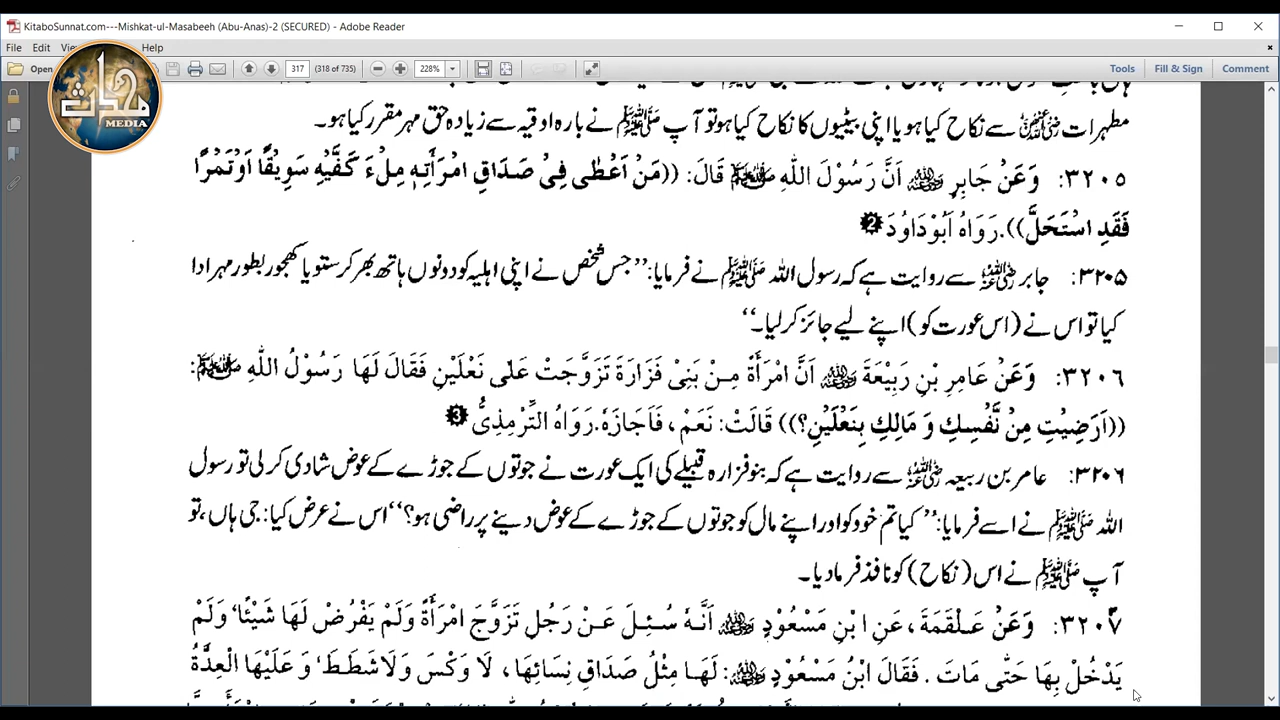 KitaboSunnat.com---Mishkat-ul-Masabeeh (Abu-Anas)-2 (SECURED) - Adobe Reader
File Edit Help
Open 317 (318 of 735) 228% Tools Fill & Sign Comment
محدث
MEDIA
مطہرات رضی اللہ عنہن سے نکاح کیا ہو یا اپنی بیٹیوں کا نکاح کیا ہو تو آپ ﷺ نے بارہ اوقیہ سے زیادہ حق مہر مقرر کیا ہو۔
۳۲۰۵: وَعَنْ جَابِرٍ رضی اللہ عنہ اَنَّ رَسُوْلَ اللّٰهِ ﷺ قَالَ: ((مَنْ اَعْطٰی فِیْ صَدَاقِ امْرَأَتِهٖ مِلْءَ كَفَّيْهِ سَوِيْقًا اَوْتَمْرًا
فَقَدِ اسْتَحَلَّ)). رَوَاهُ اَبُوْدَاوُدَ 2
۳۲۰۵: جابر رضی اللہ عنہ سے روایت ہے کہ رسول اللہ ﷺ نے فرمایا: ’’جس شخص نے اپنی اہلیہ کو دونوں ہاتھ بھر کر ستو یا کھجور بطور مہر ادا
کیا تو اس نے (اس عورت کو) اپنے لیے جائز کر لیا۔‘‘
۳۲۰۶: وَعَنْ عَامِرِ بْنِ رَبِيْعَةَ رضی اللہ عنہ اَنَّ امْرَأَةً مِنْ بَنِیْ فَزَارَةَ تَزَوَّجَتْ عَلٰی نَعْلَيْنِ فَقَالَ لَهَا رَسُوْلُ اللّٰهِ ﷺ:
((اَرَضِيْتِ مِنْ نَّفْسِكِ وَ مَالِكِ بِنَعْلَيْنِ؟)) قَالَتْ: نَعَمْ، فَاَجَازَهٗ. رَوَاهُ التِّرْمِذِیُّ 3
۳۲۰۶: عامر بن ربیعہ رضی اللہ عنہ سے روایت ہے کہ بنو فزارہ قبیلے کی ایک عورت نے جوتوں کے جوڑے کے عوض شادی کر لی تو رسول
اللہ ﷺ نے اسے فرمایا: ’’کیا تم خود کو اور اپنے مال کو جوتوں کے جوڑے کے عوض دینے پر راضی ہو؟‘‘ اس نے عرض کیا: جی ہاں، تو
آپ ﷺ نے اس (نکاح) کو نافذ فرما دیا۔
۳۲۰۷: وَعَنْ عَلْقَمَةَ، عَنِ ابْنِ مَسْعُوْدٍ رضی اللہ عنہ اَنَّهٗ سُئِلَ عَنْ رَجُلٍ تَزَوَّجَ امْرَأَةً وَلَمْ يَفْرُضْ لَهَا شَيْئًا، وَلَمْ
يَدْخُلْ بِهَا حَتّٰی مَاتَ. فَقَالَ ابْنُ مَسْعُوْدٍ رضی اللہ عنہ: لَهَا مِثْلُ صَدَاقِ نِسَائِهَا، لَا وَكْسَ وَلَا شَطَطَ، وَ عَلَيْهَا الْعِدَّةُ